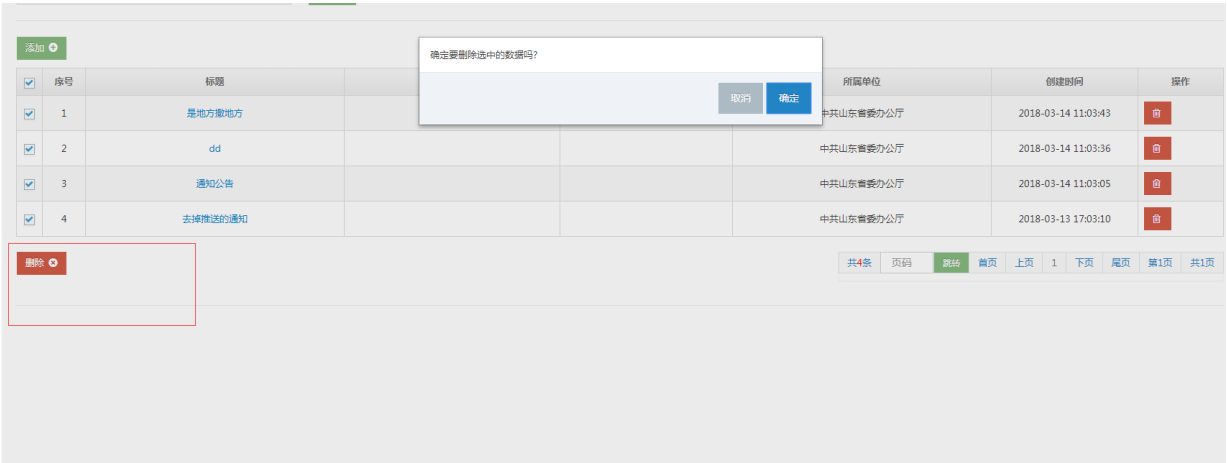 添加
确定要删除选中的数据吗?
取消 确定
序号 标题 所属单位 创建时间 操作
1 是地方撒地方 中共山东省委办公厅 2018-03-14 11:03:43
2 dd 中共山东省委办公厅 2018-03-14 11:03:36
3 通知公告 中共山东省委办公厅 2018-03-14 11:03:05
4 去掉推送的通知 中共山东省委办公厅 2018-03-13 17:03:10
删除 共4条 页码 跳转 首页 上页 1 下页 尾页 第1页 共1页